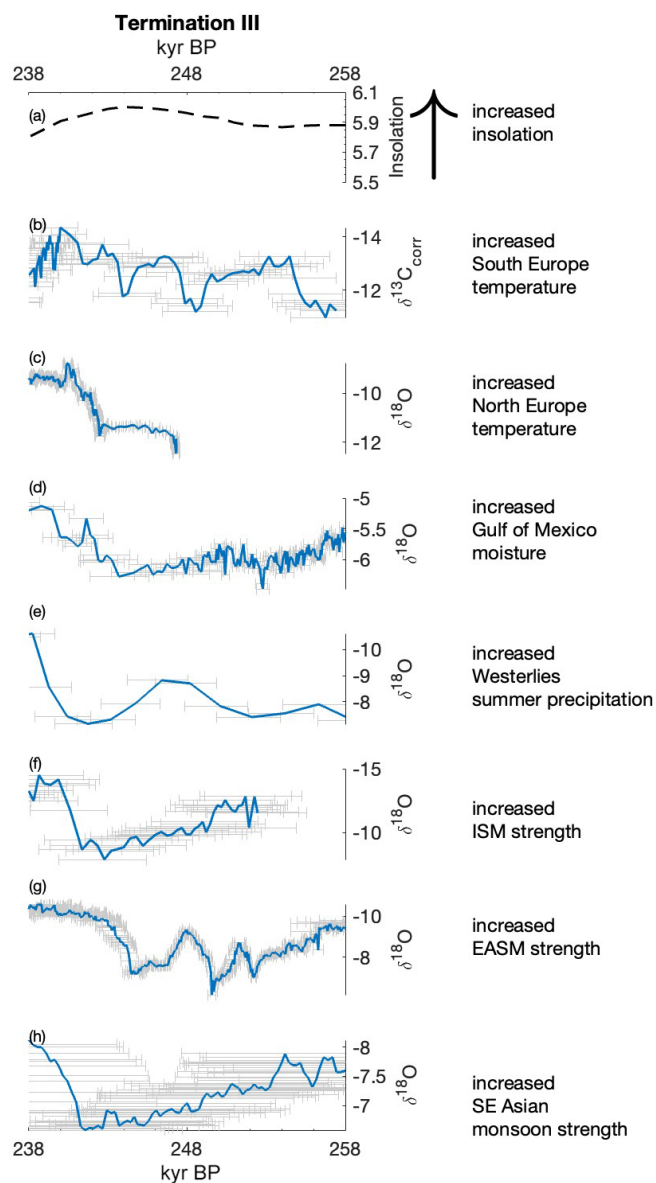 Termination III
kyr BP
238 248 258
(a)
6.1
5.9
5.7
5.5
Insolation
increased
insolation
(b)
-14
-12
δ13Ccorr
increased
South Europe
temperature
(c)
-10
-12
δ18O
increased
North Europe
temperature
(d)
-5
-5.5
-6
δ18O
increased
Gulf of Mexico
moisture
(e)
-10
-9
-8
δ18O
increased
Westerlies
summer precipitation
(f)
-15
-10
δ18O
increased
ISM strength
(g)
-10
-8
δ18O
increased
EASM strength
(h)
-8
-7.5
-7
δ18O
increased
SE Asian
monsoon strength
238 248 258
kyr BP